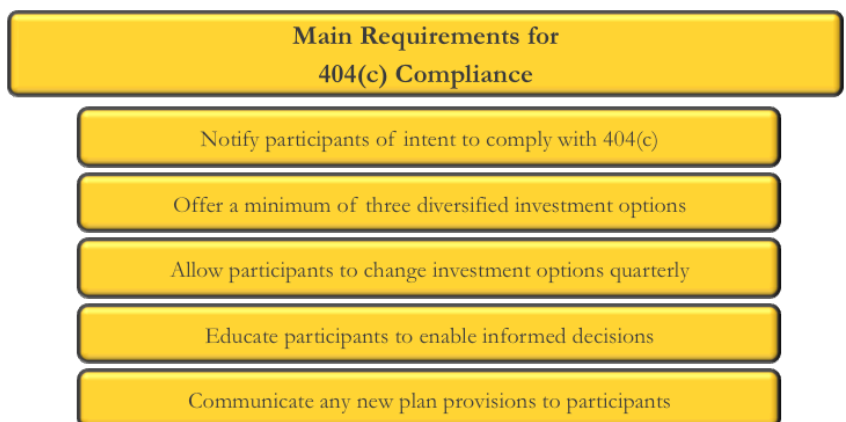 Main Requirements for
404(c) Compliance
Notify participants of intent to comply with 404(c)
Offer a minimum of three diversified investment options
Allow participants to change investment options quarterly
Educate participants to enable informed decisions
Communicate any new plan provisions to participants